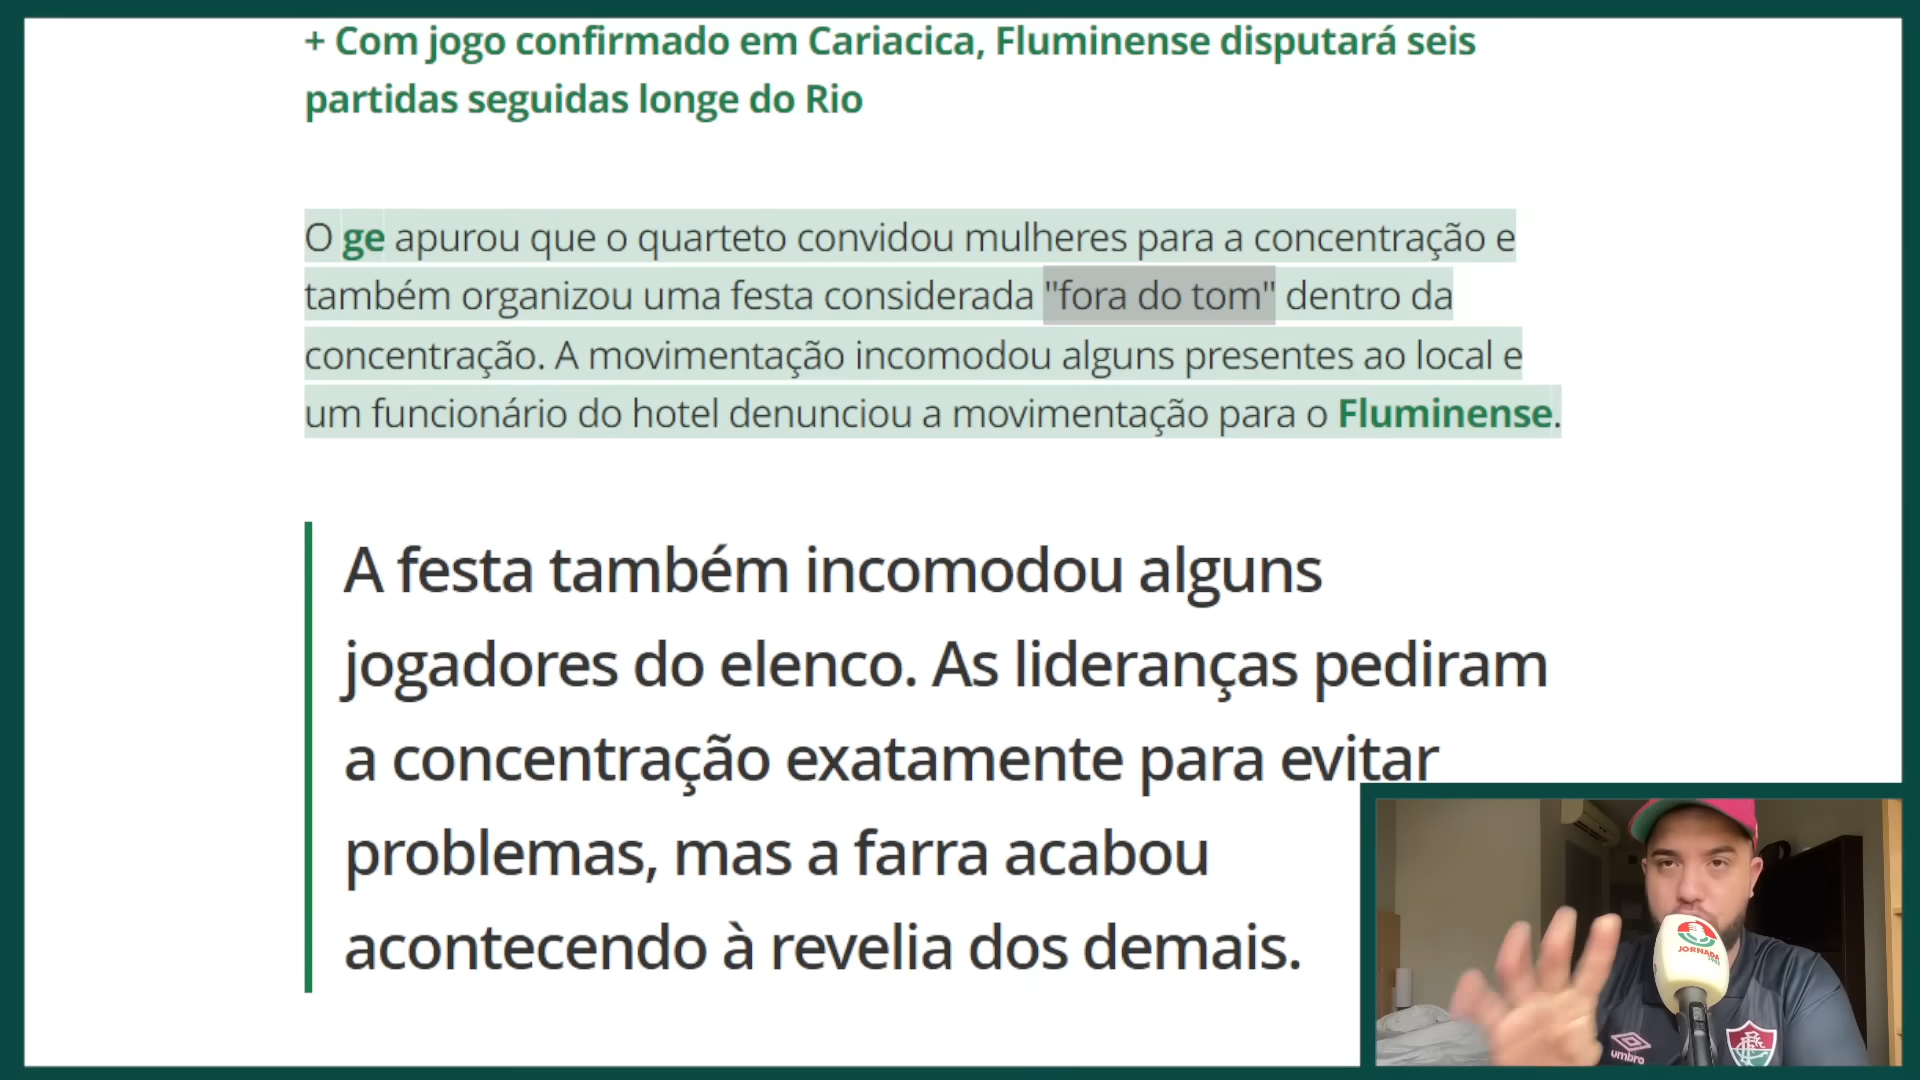 + Com jogo confirmado em Cariacica, Fluminense disputará seis
partidas seguidas longe do Rio
O ge apurou que o quarteto convidou mulheres para a concentração e
também organizou uma festa considerada "fora do tom" dentro da
concentração. A movimentação incomodou alguns presentes ao local e
um funcionário do hotel denunciou a movimentação para o Fluminense.
A festa também incomodou alguns
jogadores do elenco. As lideranças pediram
a concentração exatamente para evitar
problemas, mas a farra acabou
acontecendo à revelia dos demais.
JORNADA
umbro